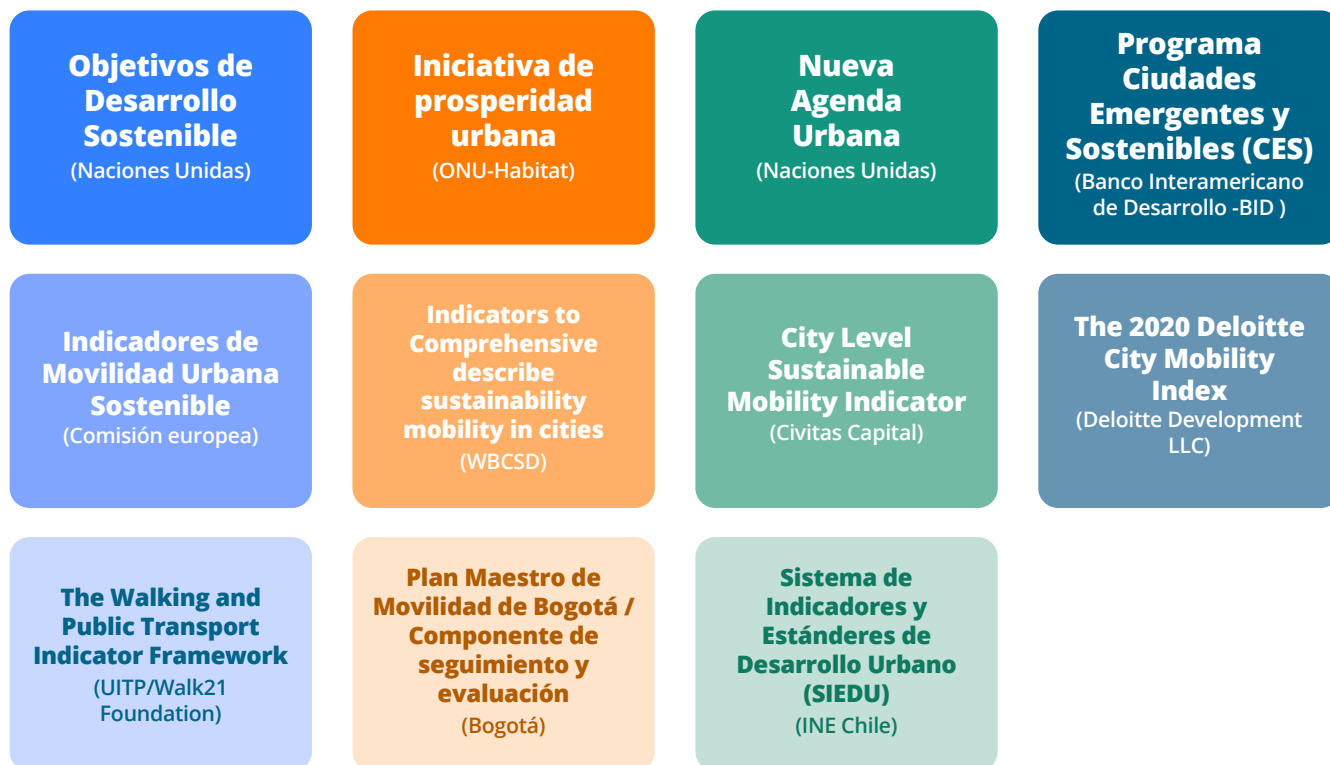 Objetivos de
Desarrollo
Sostenible
(Naciones Unidas)
Iniciativa de
prosperidad
urbana
(ONU-Habitat)
Nueva
Agenda
Urbana
(Naciones Unidas)
Programa
Ciudades
Emergentes y
Sostenibles (CES)
(Banco Interamericano
de Desarrollo -BID )
Indicadores de
Movilidad Urbana
Sostenible
(Comisión europea)
Indicators to
Comprehensive
describe
sustainability
mobility in cities
(WBCSD)
City Level
Sustainable
Mobility Indicator
(Civitas Capital)
The 2020 Deloitte
City Mobility
Index
(Deloitte Development
LLC)
The Walking and
Public Transport
Indicator Framework
(UITP/Walk21
Foundation)
Plan Maestro de
Movilidad de Bogotá /
Componente de
seguimiento y
evaluación
(Bogotá)
Sistema de
Indicadores y
Estánderes de
Desarrollo Urbano
(SIEDU)
(INE Chile)